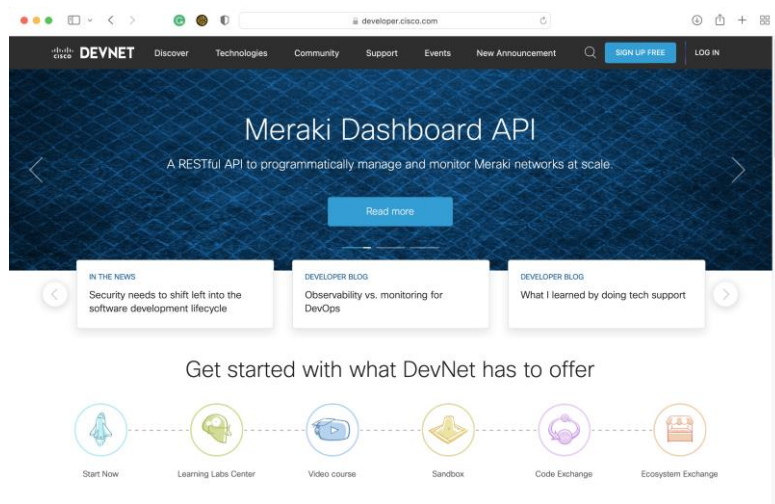 developer.cisco.com
CISCO DEVNET Discover Technologies Community Support Events New Announcement SIGN UP FREE LOG IN
Meraki Dashboard API
A RESTful API to programmatically manage and monitor Meraki networks at scale.
Read more
IN THE NEWS
Security needs to shift left into the
software development lifecycle
DEVELOPER BLOG
Observability vs. monitoring for
DevOps
DEVELOPER BLOG
What I learned by doing tech support
Get started with what DevNet has to offer
Start Now Learning Labs Center Video course Sandbox Code Exchange Ecosystem Exchange